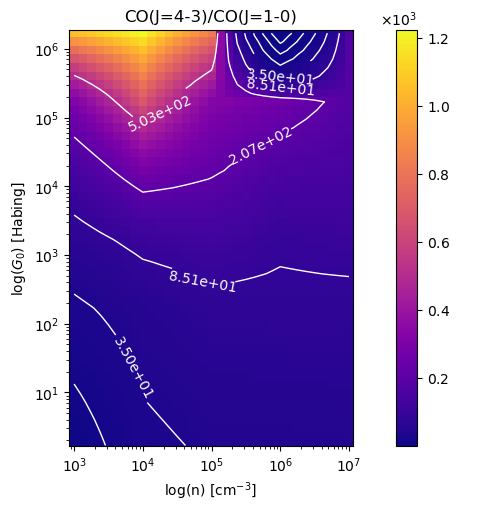 CO(J=4-3)/CO(J=1-0)
×10³
10⁶
10⁵
10⁴
10³
10²
10¹
log(G₀) [Habing]
3.50e+01
8.51e+01
5.03e+02
2.07e+02
8.51e+01
3.50e+01
1.2
1.0
0.8
0.6
0.4
0.2
10³ 10⁴ 10⁵ 10⁶ 10⁷
log(n) [cm⁻³]